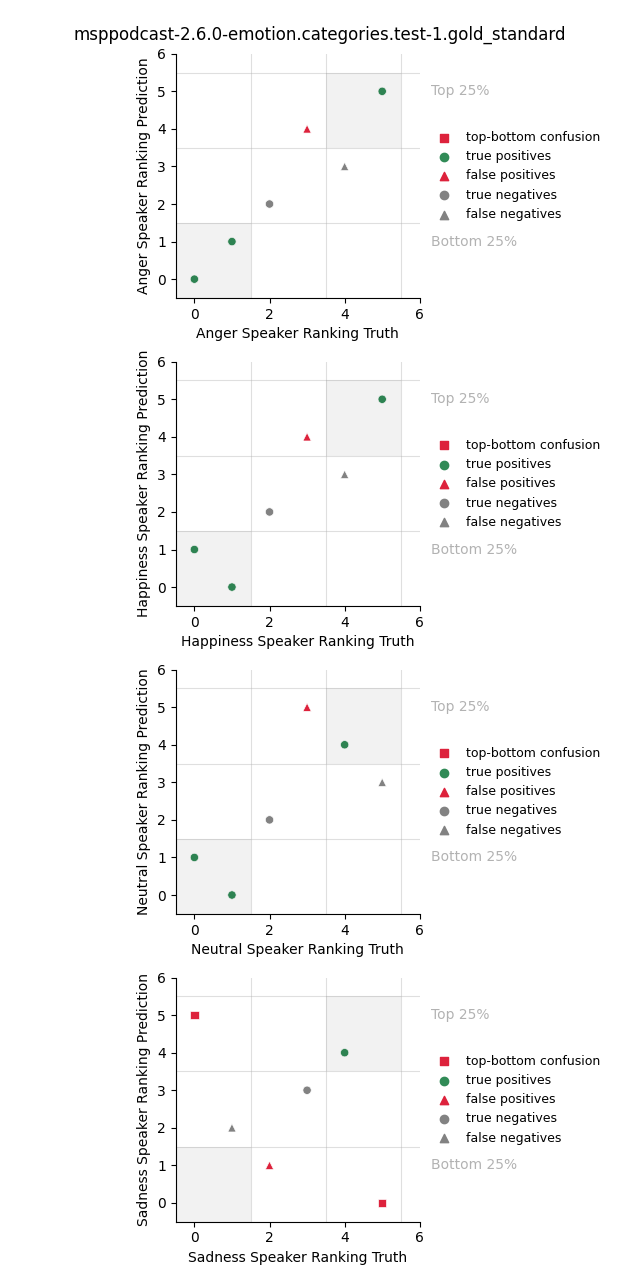 msppodcast-2.6.0-emotion.categories.test-1.gold_standard
6
5
4
3
2
1
0
Anger Speaker Ranking Prediction
0 2 4 6
Anger Speaker Ranking Truth
Top 25%
top-bottom confusion
true positives
false positives
true negatives
false negatives
Bottom 25%
6
5
4
3
2
1
0
Happiness Speaker Ranking Prediction
0 2 4 6
Happiness Speaker Ranking Truth
Top 25%
top-bottom confusion
true positives
false positives
true negatives
false negatives
Bottom 25%
6
5
4
3
2
1
0
Neutral Speaker Ranking Prediction
0 2 4 6
Neutral Speaker Ranking Truth
Top 25%
top-bottom confusion
true positives
false positives
true negatives
false negatives
Bottom 25%
6
5
4
3
2
1
0
Sadness Speaker Ranking Prediction
0 2 4 6
Sadness Speaker Ranking Truth
Top 25%
top-bottom confusion
true positives
false positives
true negatives
false negatives
Bottom 25%